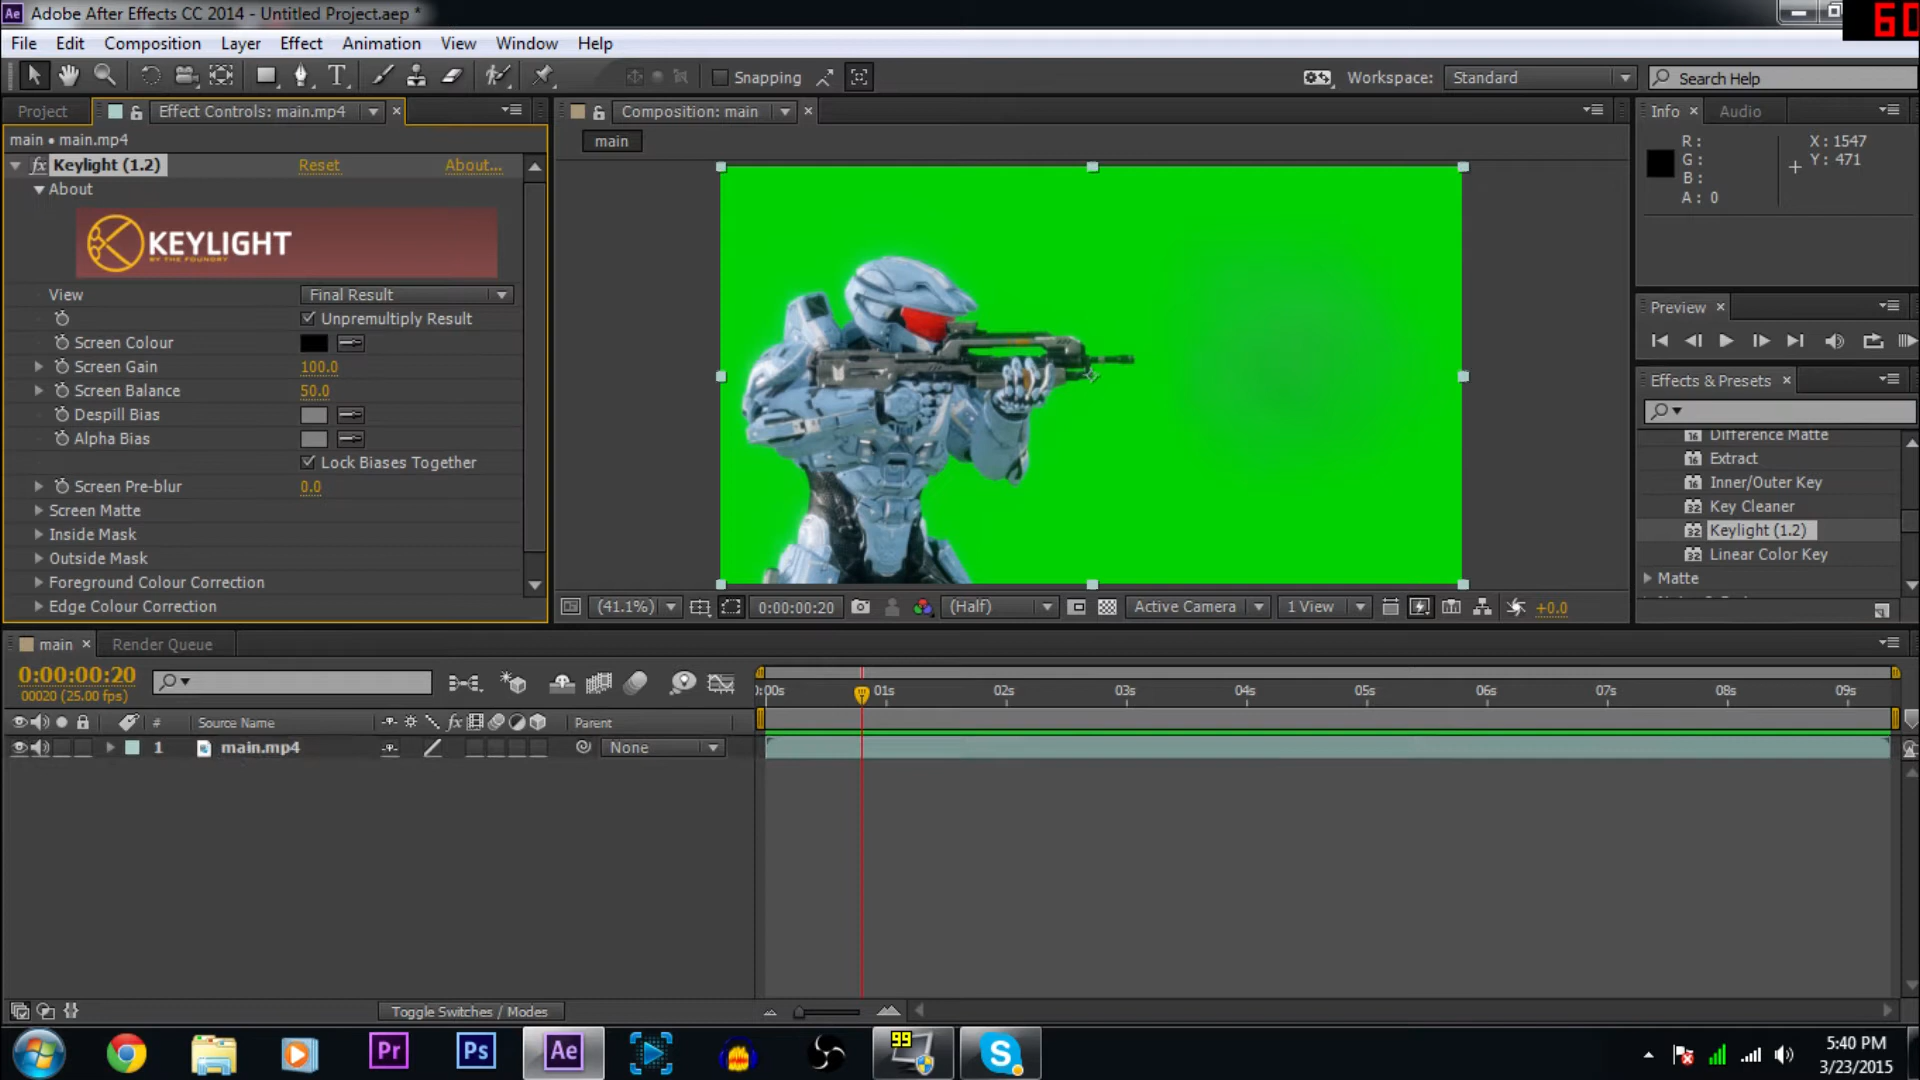 Adobe After Effects CC 2014 - Untitled Project.aep *
60
File Edit Composition Layer Effect Animation View Window Help
Snapping
Workspace: Standard
Search Help
Project
Effect Controls: main.mp4
Composition: main
Info
Audio
main • main.mp4
main
Keylight (1.2)
Reset
About...
About
KEYLIGHT
BY THE FOUNDRY
View Final Result
Unpremultiply Result
Screen Colour
Screen Gain 100.0
Screen Balance 50.0
Despill Bias
Alpha Bias
Lock Biases Together
Screen Pre-blur 0.0
Screen Matte
Inside Mask
Outside Mask
Foreground Colour Correction
Edge Colour Correction
R :
G :
B :
A : 0
X : 1547
Y : 471
Preview
Effects & Presets
Difference Matte
Extract
Inner/Outer Key
Key Cleaner
Keylight (1.2)
Linear Color Key
Matte
(41.1%)
0:00:00:20
(Half)
Active Camera
1 View
+0.0
main
Render Queue
0:00:00:20
00020 (25.00 fps)
):00s 01s 02s 03s 04s 05s 06s 07s 08s 09s
# Source Name
fx
Parent
1 main.mp4
None
Toggle Switches / Modes
Pr
Ps
Ae
99
5:40 PM
3/23/2015